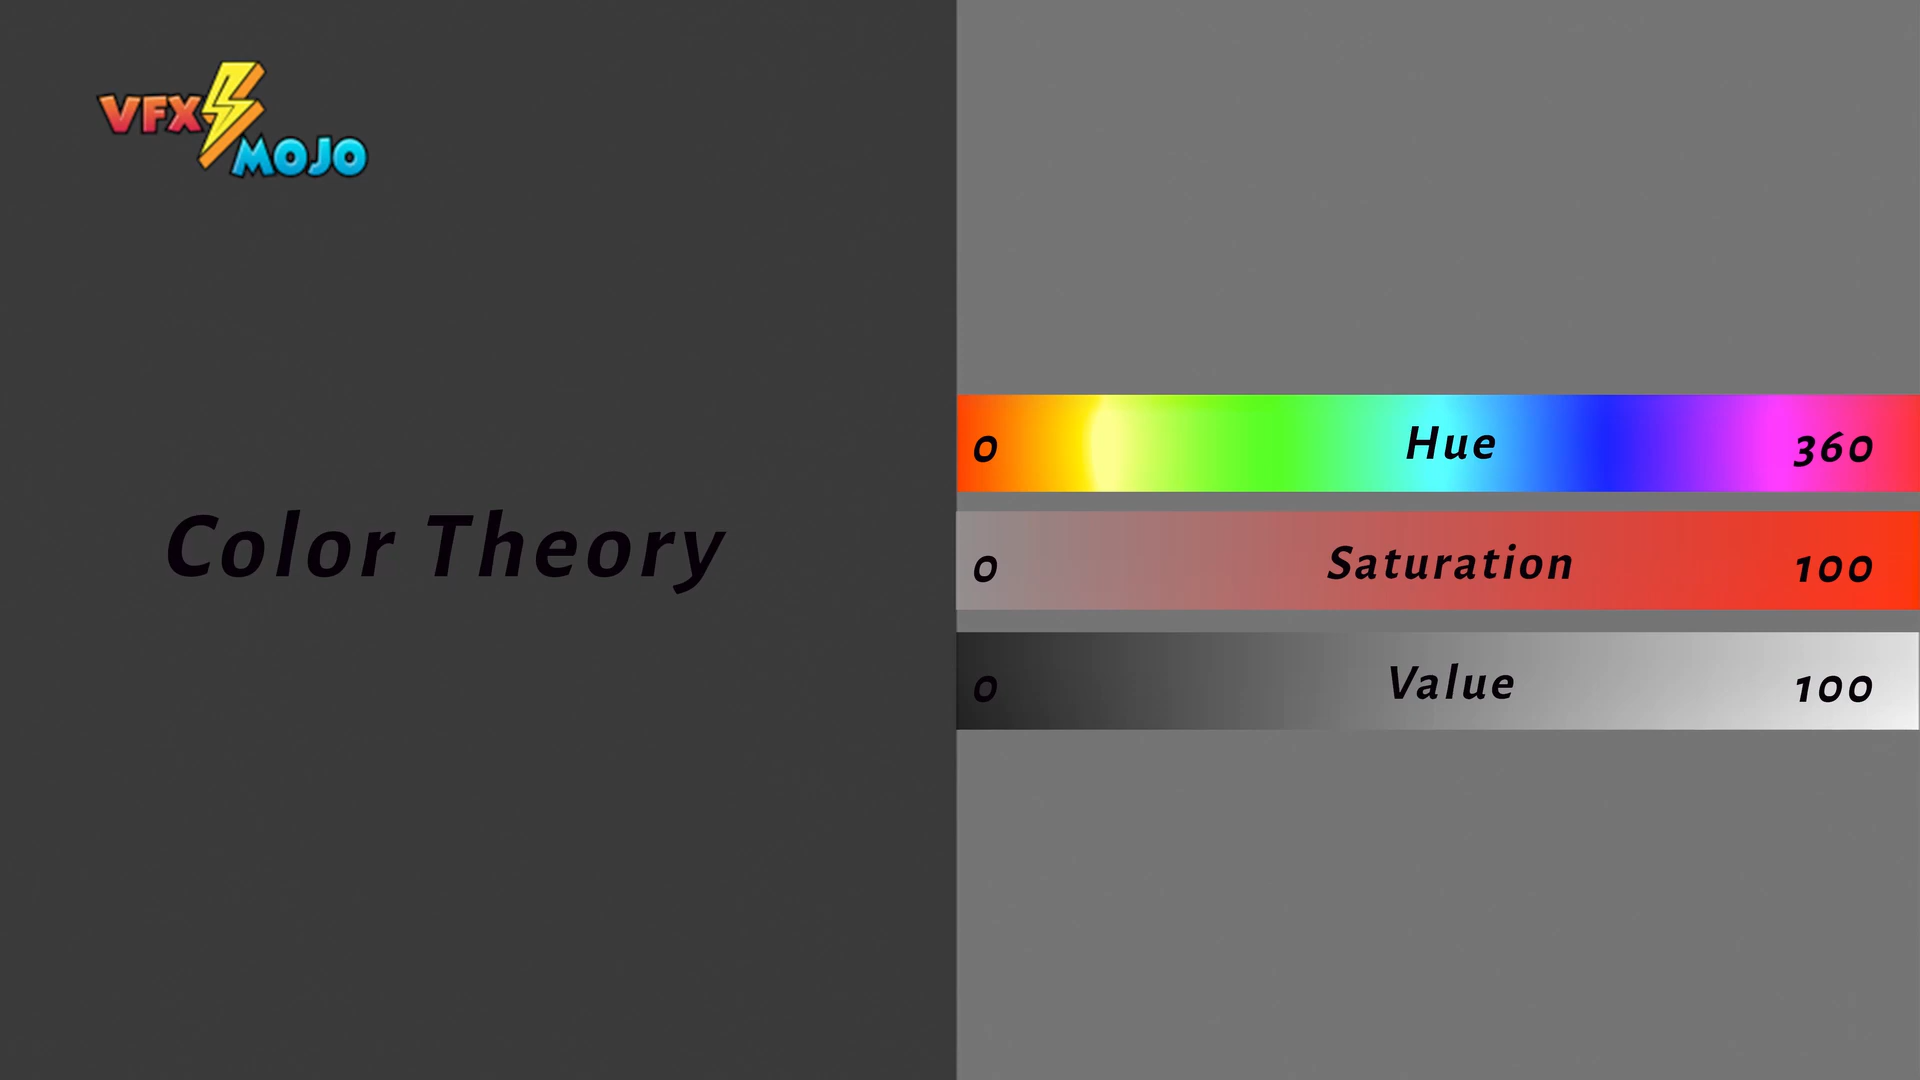 VFX
MOJO
Color Theory
0 Hue 360
0 Saturation 100
0 Value 100